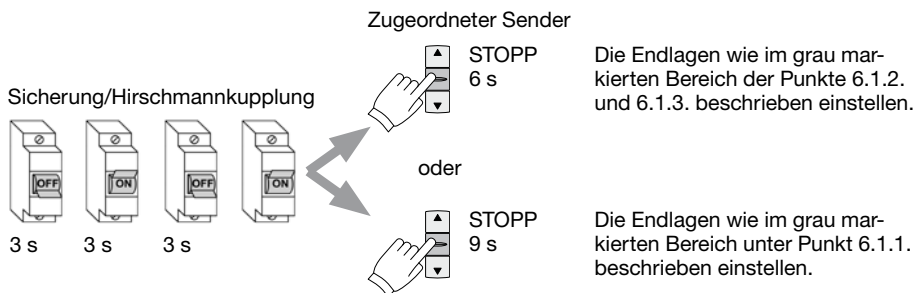 Zugeordneter Sender
STOPP
6 s
Die Endlagen wie im grau mar-
kierten Bereich der Punkte 6.1.2.
und 6.1.3. beschrieben einstellen.
Sicherung/Hirschmannkupplung
OFF
ON
OFF
ON
3 s
3 s
3 s
oder
STOPP
9 s
Die Endlagen wie im grau mar-
kierten Bereich unter Punkt 6.1.1.
beschrieben einstellen.